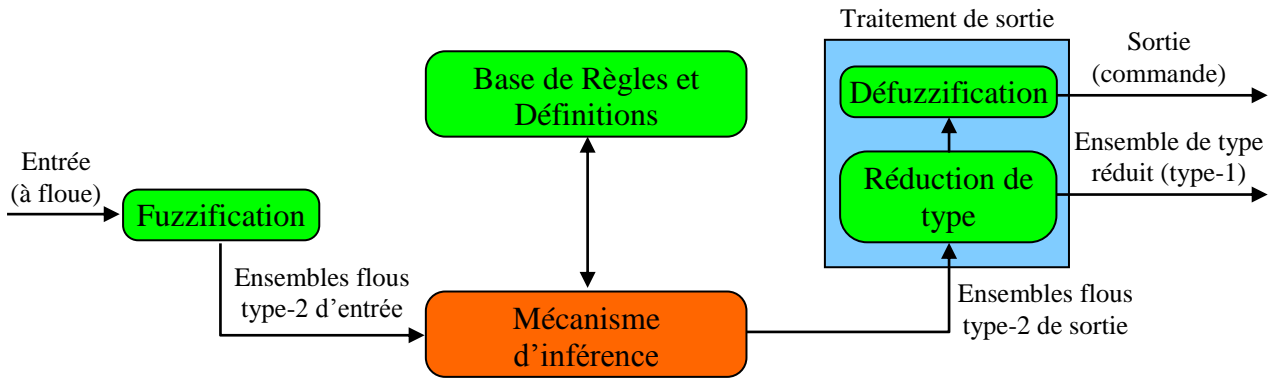 Traitement de sortie
Sortie
(commande)
Base de Règles et
Définitions
Défuzzification
Ensemble de type
réduit (type-1)
Entrée
(à floue)
Réduction de
type
Fuzzification
Ensembles flous
type-2 d’entrée
Mécanisme
d’inférence
Ensembles flous
type-2 de sortie